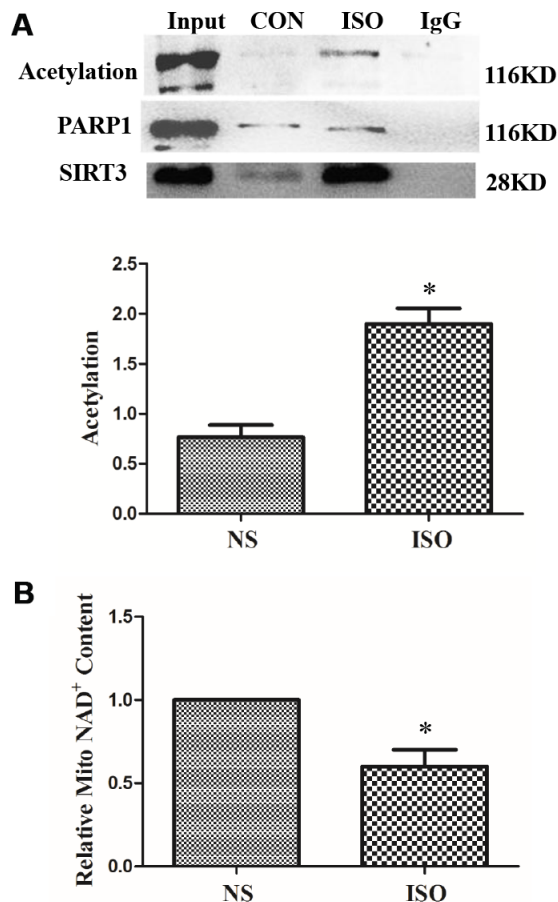 A
Input CON ISO IgG
Acetylation 116KD
PARP1 116KD
SIRT3 28KD
2.5
2.0
1.5
1.0
0.5
0.0
Acetylation
*
NS ISO
B
1.5
1.0
0.5
0.0
Relative Mito NAD⁺ Content
*
NS ISO